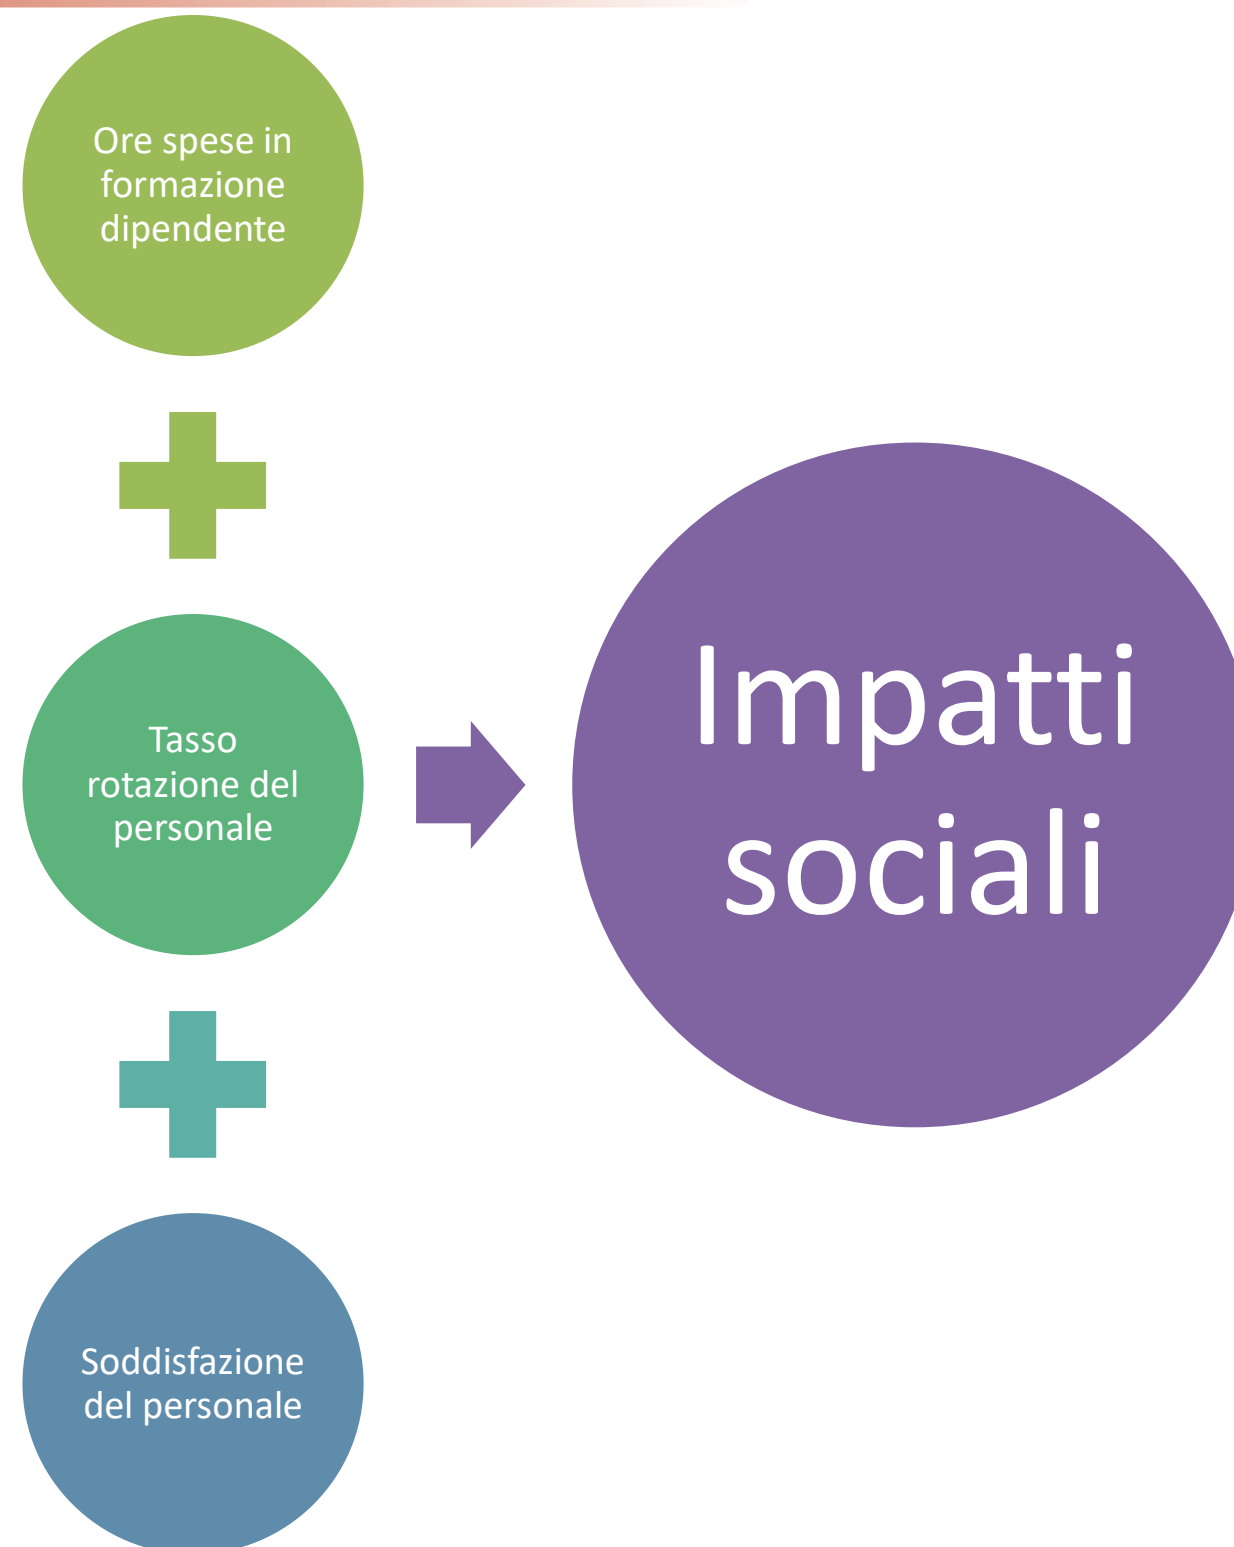 Ore spese in
formazione
dipendente
Tasso
rotazione del
personale
Soddisfazione
del personale
Impatti
sociali